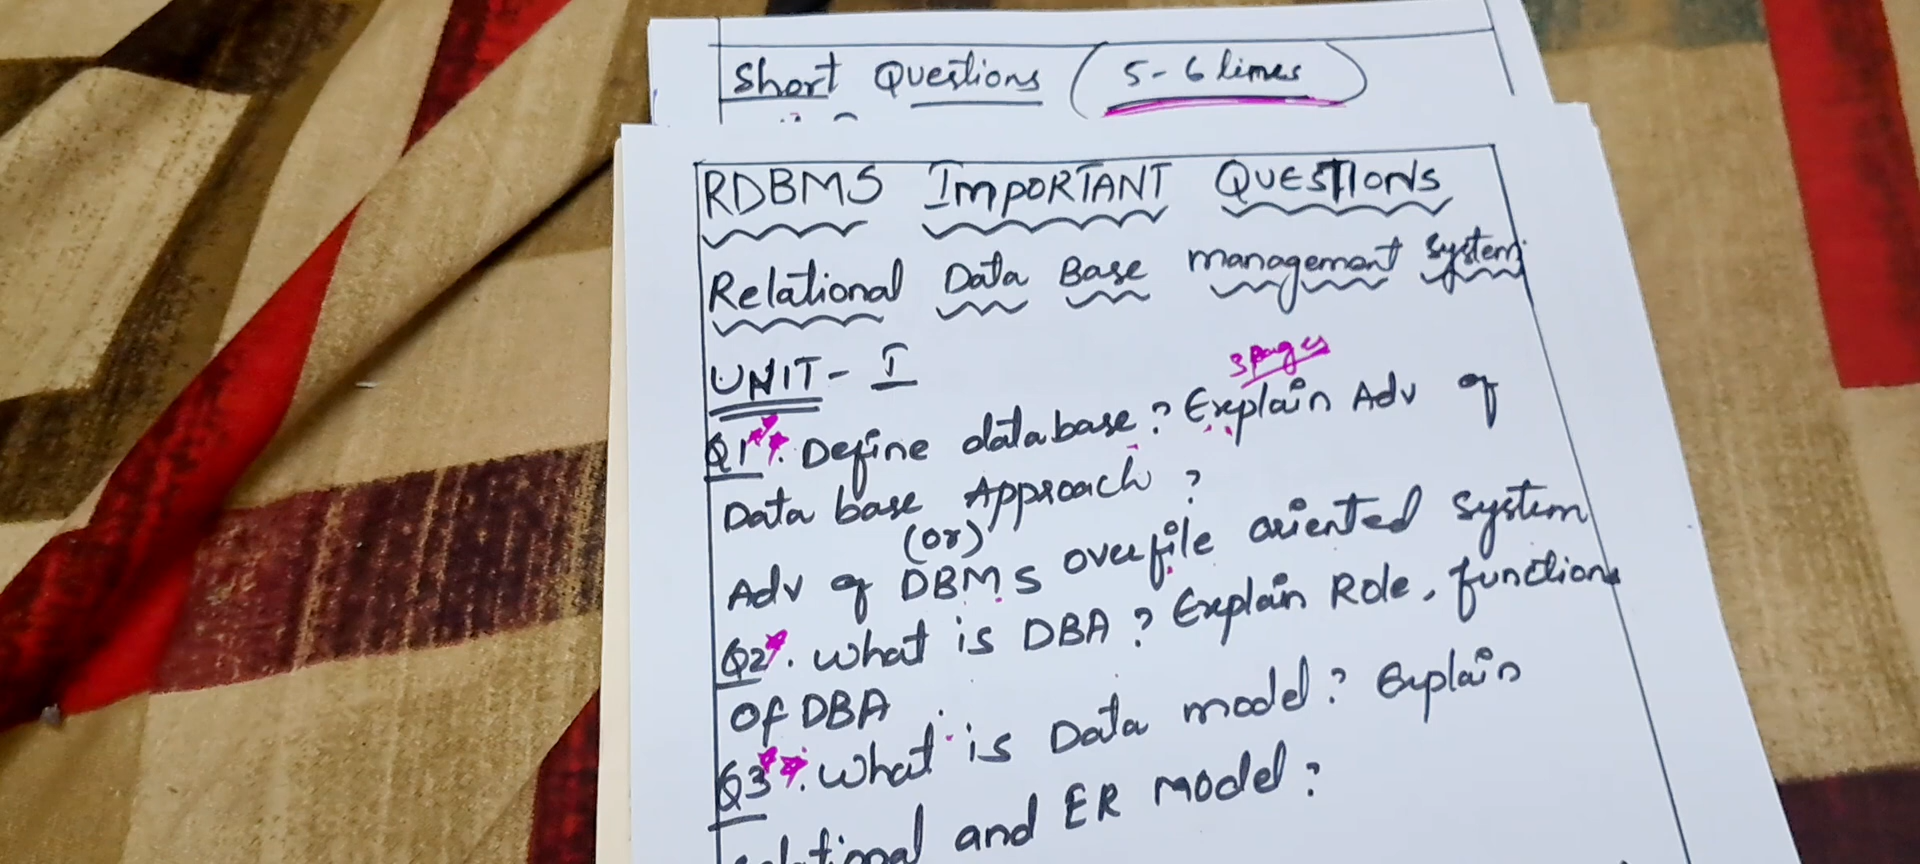 Short Questions (5-6 lines)
RDBMS IMPORTANT QUESTIONS
Relational Data Base management System
UNIT - I
3 pages
Q1. Define database? Explain Adv of
Data base Approach?
(or)
Adv of DBMS over file oriented system
Q2. What is DBA? Explain Role, functions
Of DBA
Q3. What is Data model? Explain
and ER model?